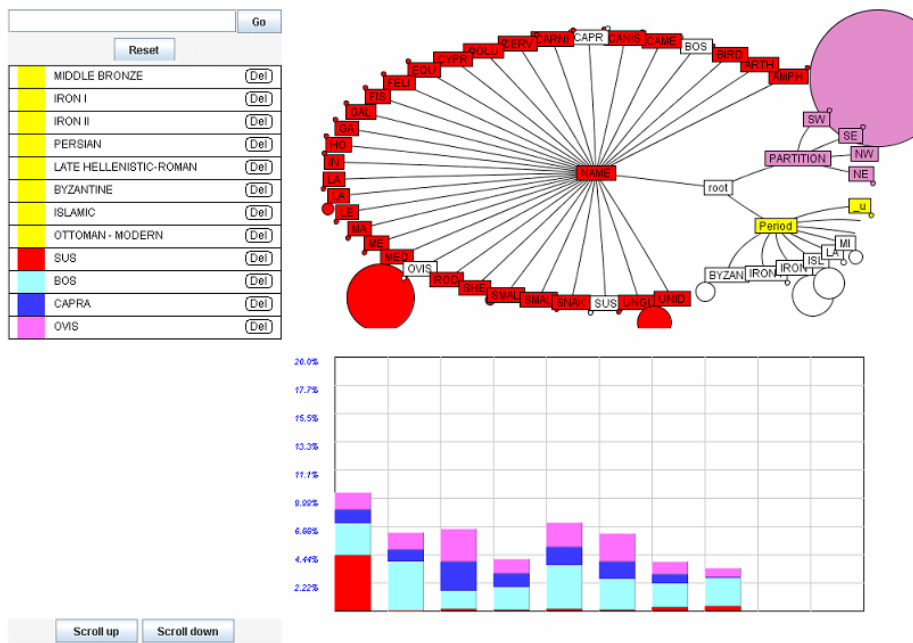 Go
Reset
MIDDLE BRONZE Del
IRON I Del
IRON II Del
PERSIAN Del
LATE HELLENISTIC-ROMAN Del
BYZANTINE Del
ISLAMIC Del
OTTOMAN - MODERN Del
SUS Del
BOS Del
CAPRA Del
OVIS Del
Scroll up Scroll down
CERV
CARNI
CAPR
CANIS
CAME
BOS
BIRD
ARTH
AMPH
CYPR
EQU
FELI
FIS
GAL
GA
HO
IN
LA
LA
LE
MA
ME
MED
OVIS
ROD
SHE
SMAL
SMAL
SNAK
SUS
UNGU
UNID
NAME
root
PARTITION
SW
SE
NW
NE
Period
_u
MI
LA
ISL
IRON
IRON
BYZAN
20.0%
17.7%
15.5%
13.3%
11.1%
8.88%
6.66%
4.44%
2.22%